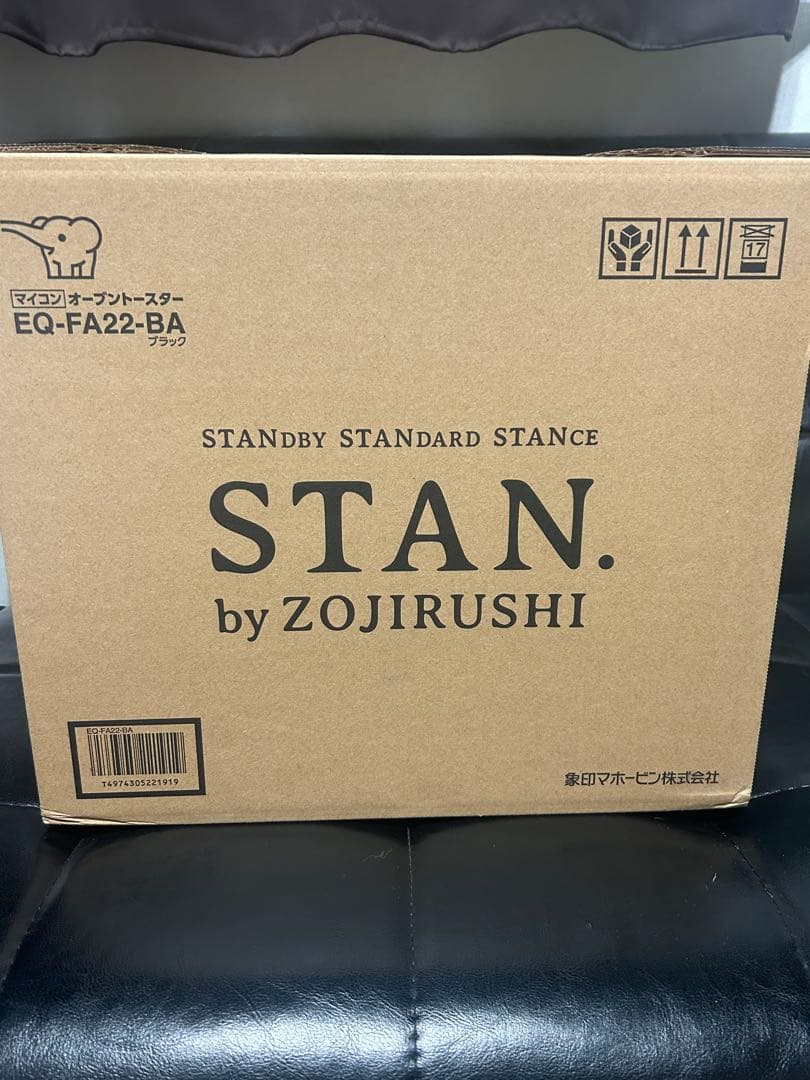 マイコン オーブントースター
EQ-FA22-BA
ブラック
17
STANDBY STANDARD STANCE
STAN.
by ZOJIRUSHI
EQ-FA22-BA
T4974305221919
象印マホービン株式会社